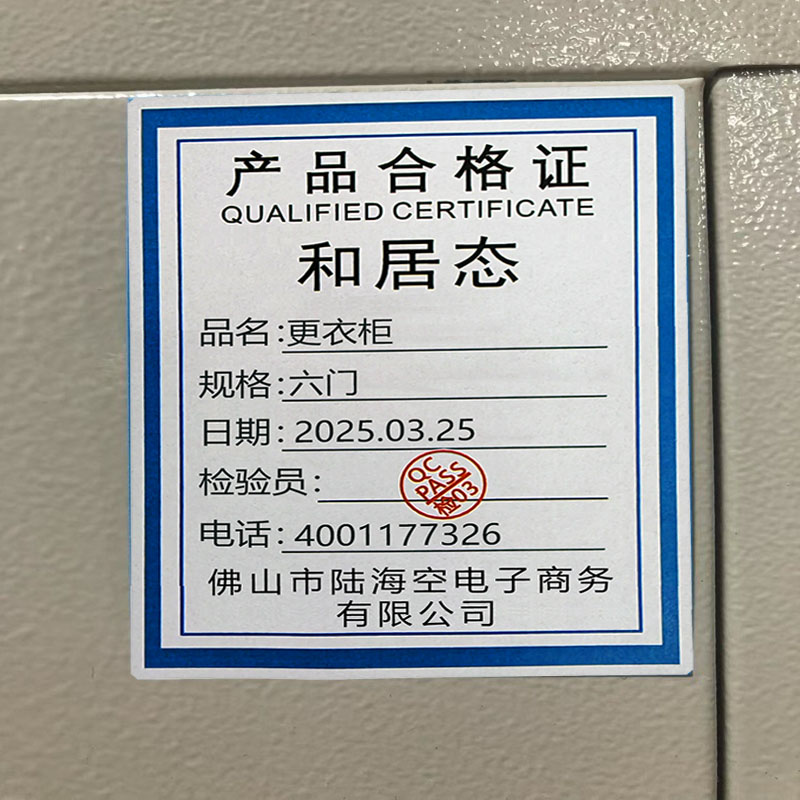 产品合格证
QUALIFIED CERTIFICATE
和居态
品名:更衣柜
规格:六门
日期:2025.03.25
检验员:
QC
PASS
检03
电话:4001177326
佛山市陆海空电子商务
有限公司